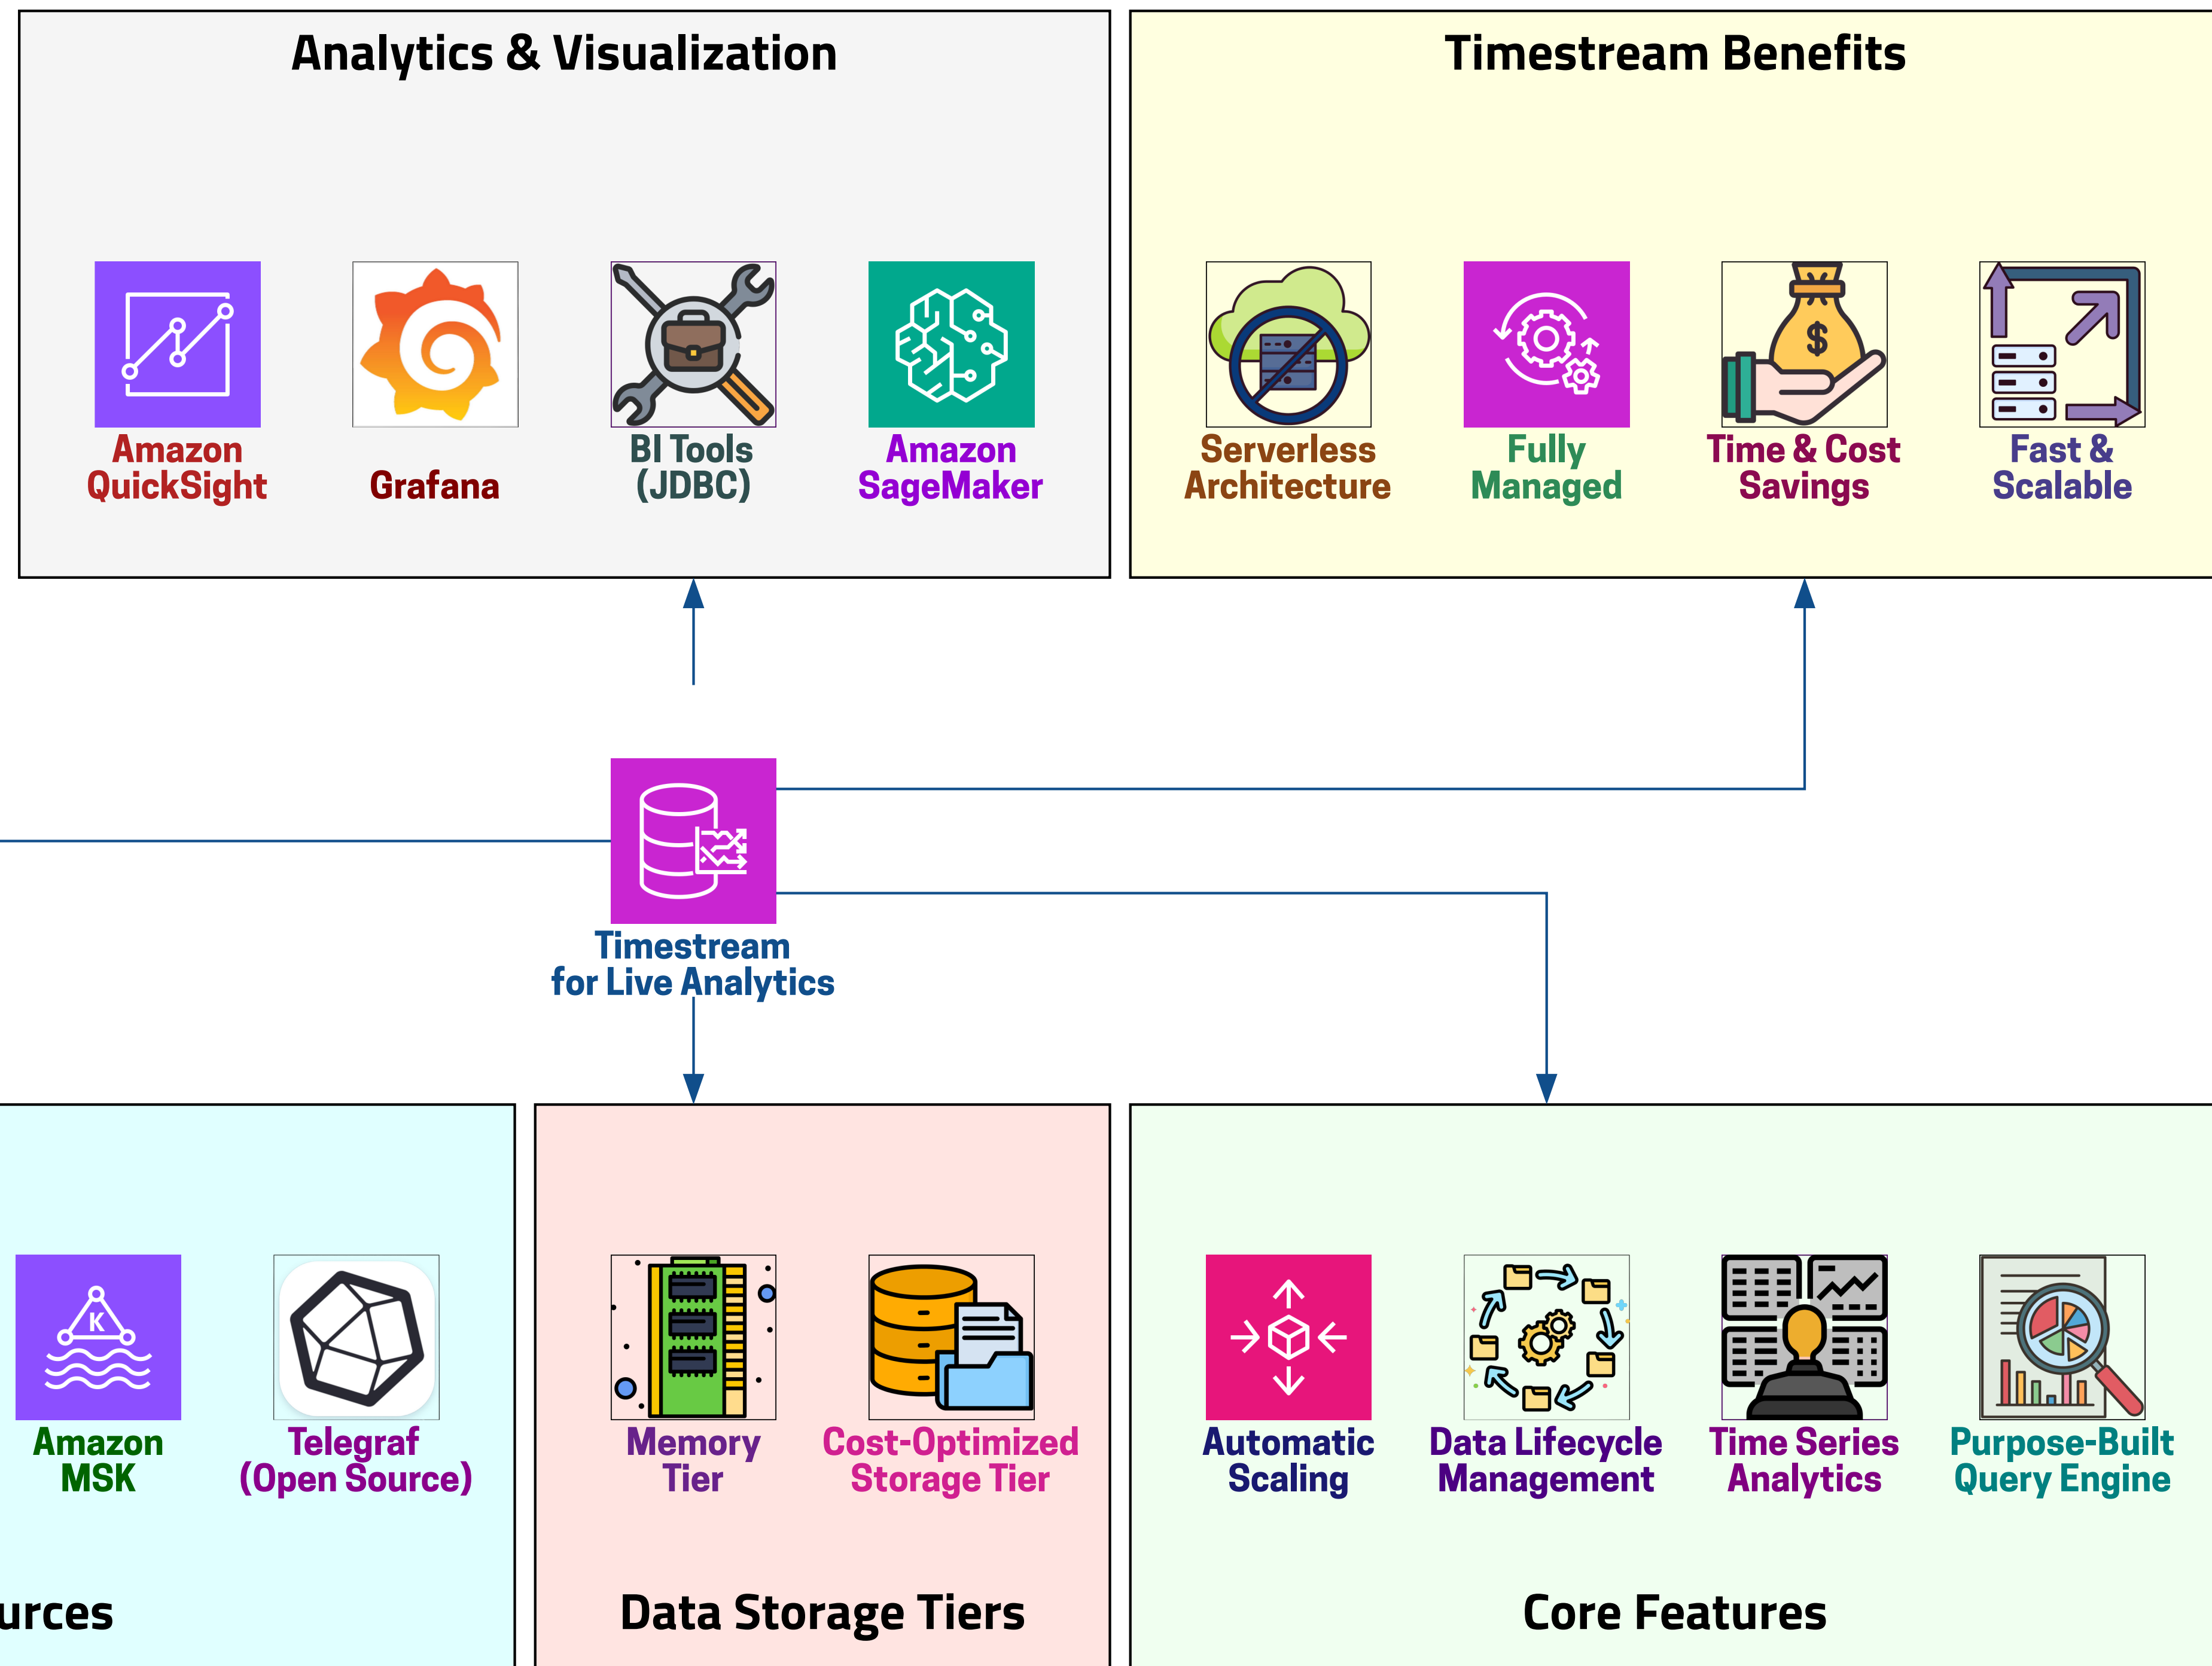 Analytics & Visualization
Amazon
QuickSight
Grafana
BI Tools
(JDBC)
Amazon
SageMaker
Timestream Benefits
Serverless
Architecture
Fully
Managed
$
Time & Cost
Savings
Fast &
Scalable
Timestream
for Live Analytics
K
Amazon
MSK
Telegraf
(Open Source)
urces
Memory
Tier
Cost-Optimized
Storage Tier
Data Storage Tiers
Automatic
Scaling
Data Lifecycle
Management
Time Series
Analytics
Purpose-Built
Query Engine
Core Features